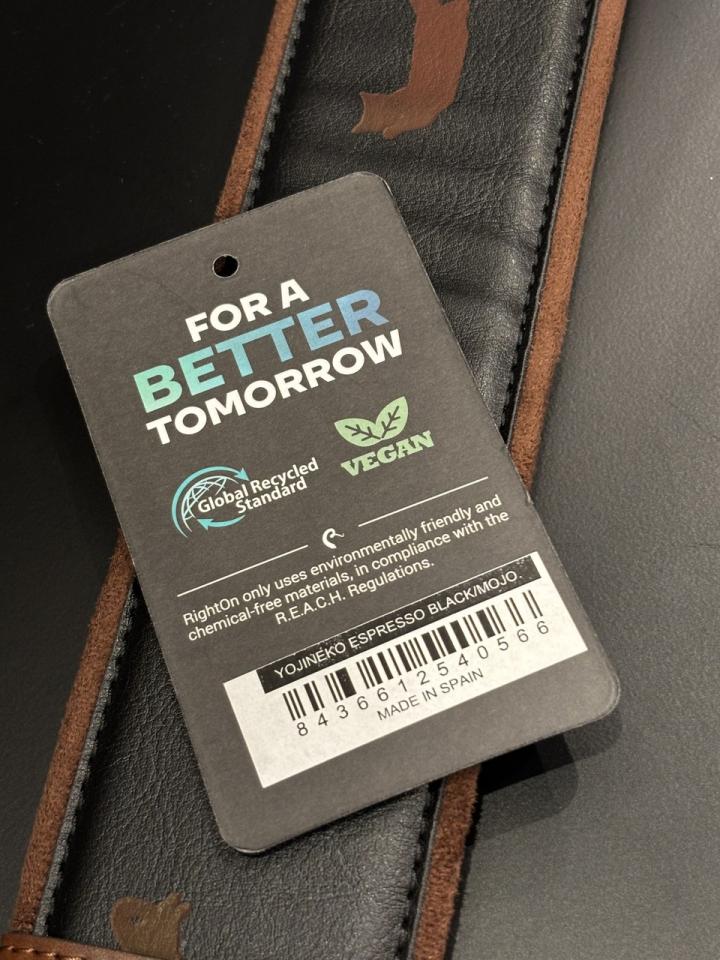 FOR A
BETTER
TOMORROW
VEGAN
Global Recycled
Standard
RightOn only uses environmentally friendly and
chemical-free materials, in compliance with the
R.E.A.C.H. Regulations.
YOJINEKO ESPRESSO BLACK/MOJO.
8436612540566
MADE IN SPAIN